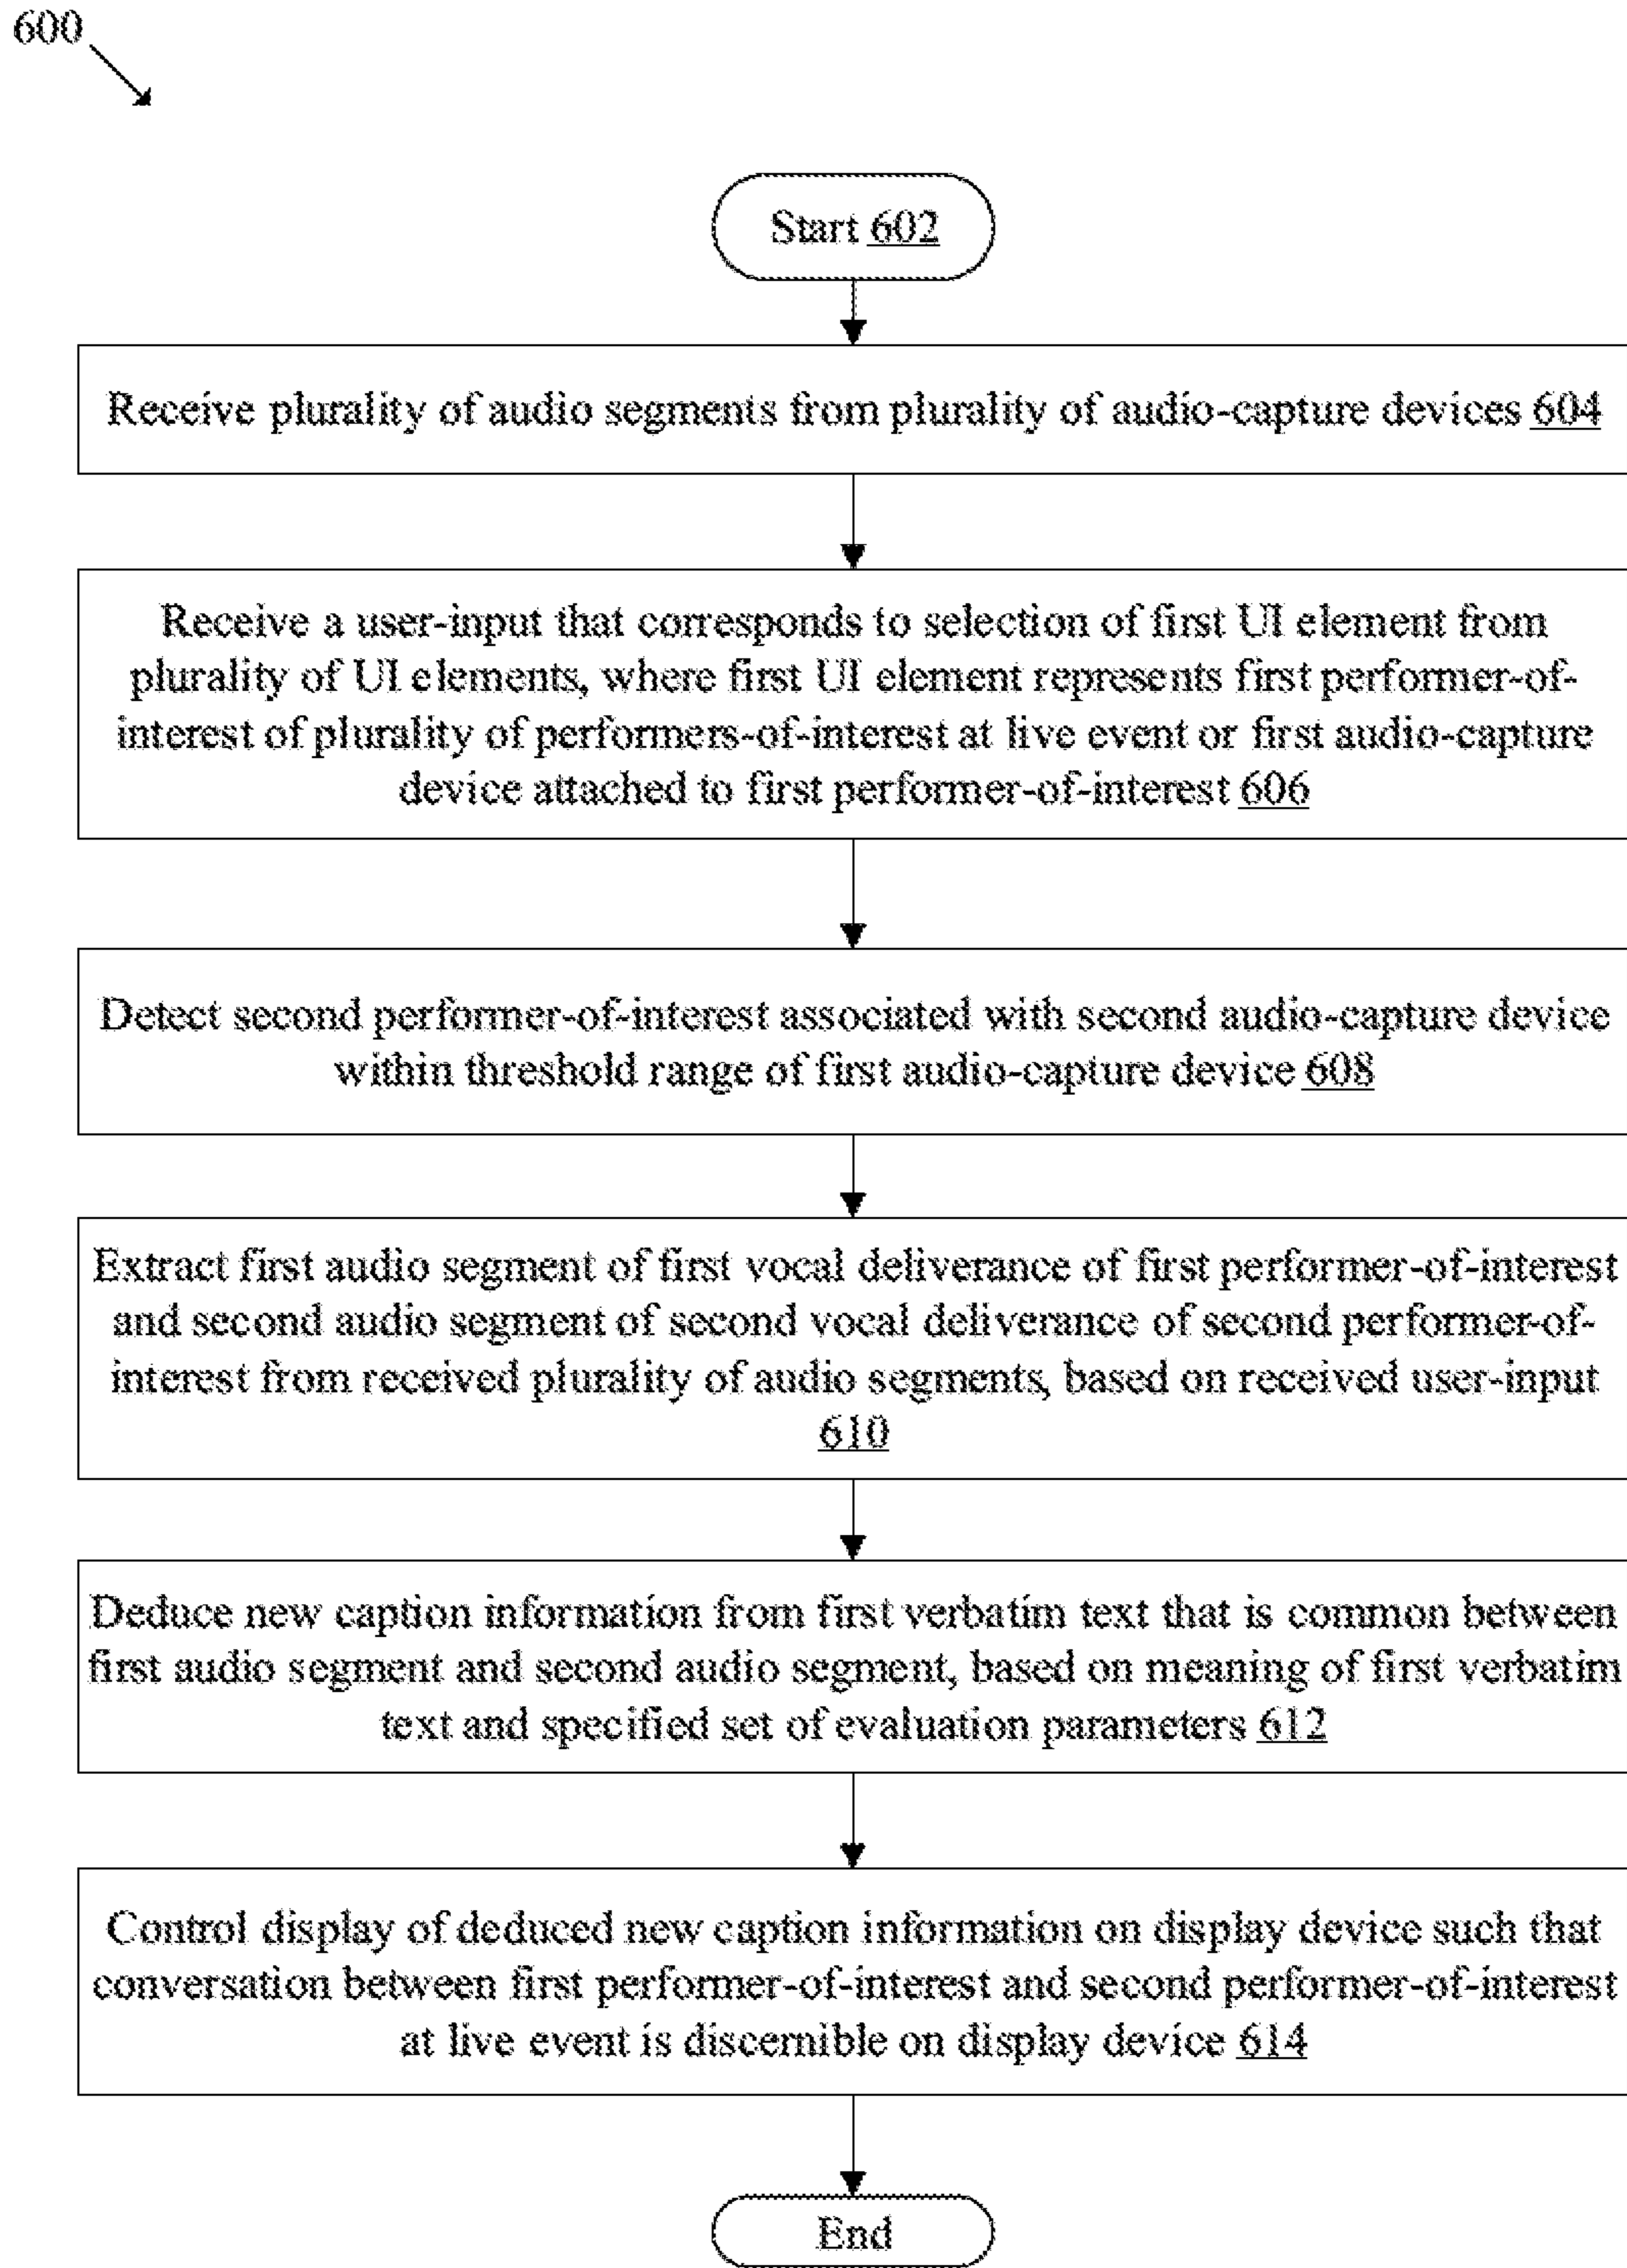 600
Start 602
Receive plurality of audio segments from plurality of audio-capture devices 604
Receive a user-input that corresponds to selection of first UI element from
plurality of UI elements, where first UI element represents first performer-of-
interest of plurality of performers-of-interest at live event or first audio-capture
device attached to first performer-of-interest 606
Detect second performer-of-interest associated with second audio-capture device
within threshold range of first audio-capture device 608
Extract first audio segment of first vocal deliverance of first performer-of-interest
and second audio segment of second vocal deliverance of second performer-of-
interest from received plurality of audio segments, based on received user-input
610
Deduce new caption information from first verbatim text that is common between
first audio segment and second audio segment, based on meaning of first verbatim
text and specified set of evaluation parameters 612
Control display of deduced new caption information on display device such that
conversation between first performer-of-interest and second performer-of-interest
at live event is discernible on display device 614
End